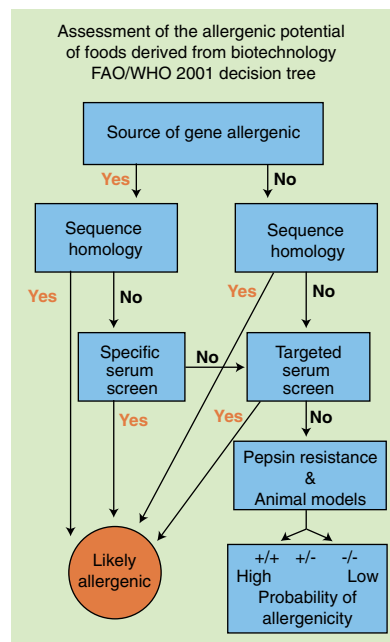 Assessment of the allergenic potential
of foods derived from biotechnology
FAO/WHO 2001 decision tree
Source of gene allergenic
Yes
No
Sequence
homology
Sequence
homology
Yes
No
Yes
No
Specific
serum
screen
No
Targeted
serum
screen
Yes
Yes
No
Pepsin resistance
&
Animal models
Likely
allergenic
+/+ +/- -/-
High Low
Probability of
allergenicity